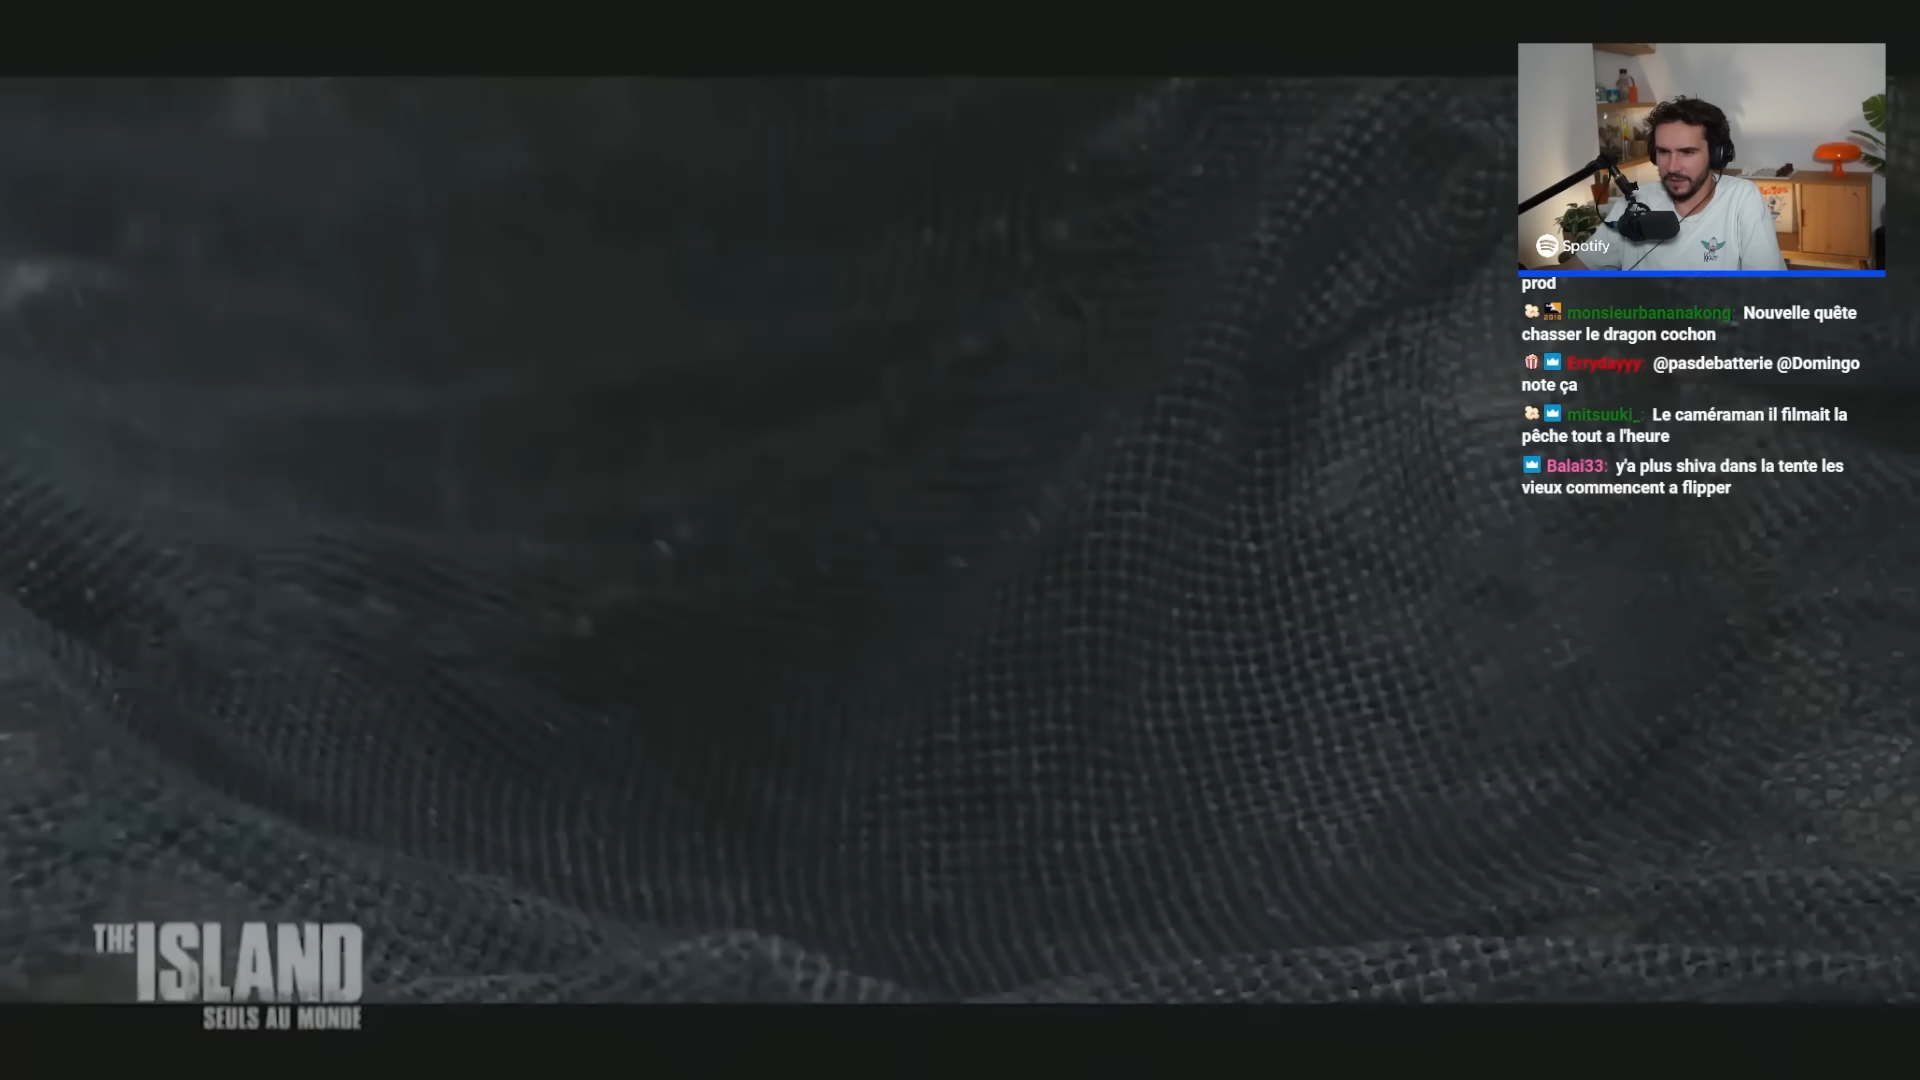 Spotify
prod
monsieurbananakong: Nouvelle quête
chasser le dragon cochon
Errydayyy: @pasdebatterie @Domingo
note ça
mitsuuki_: Le caméraman il filmait la
pêche tout a l'heure
Balai33: y'a plus shiva dans la tente les
vieux commencent a flipper
THE ISLAND
SEULS AU MONDE